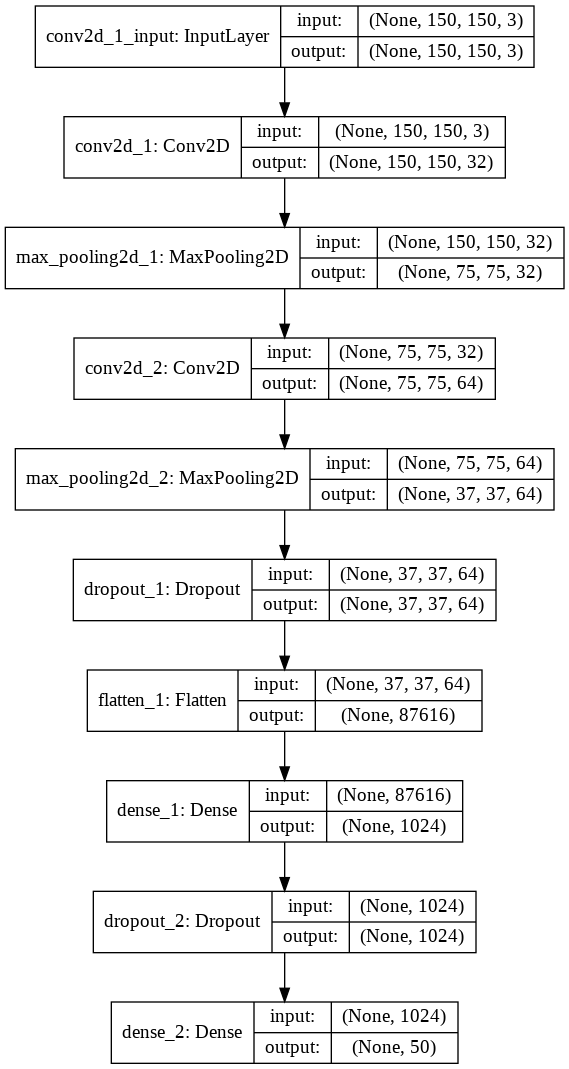 conv2d_1_input: InputLayer
input: (None, 150, 150, 3)
output: (None, 150, 150, 3)
conv2d_1: Conv2D
input: (None, 150, 150, 3)
output: (None, 150, 150, 32)
max_pooling2d_1: MaxPooling2D
input: (None, 150, 150, 32)
output: (None, 75, 75, 32)
conv2d_2: Conv2D
input: (None, 75, 75, 32)
output: (None, 75, 75, 64)
max_pooling2d_2: MaxPooling2D
input: (None, 75, 75, 64)
output: (None, 37, 37, 64)
dropout_1: Dropout
input: (None, 37, 37, 64)
output: (None, 37, 37, 64)
flatten_1: Flatten
input: (None, 37, 37, 64)
output: (None, 87616)
dense_1: Dense
input: (None, 87616)
output: (None, 1024)
dropout_2: Dropout
input: (None, 1024)
output: (None, 1024)
dense_2: Dense
input: (None, 1024)
output: (None, 50)